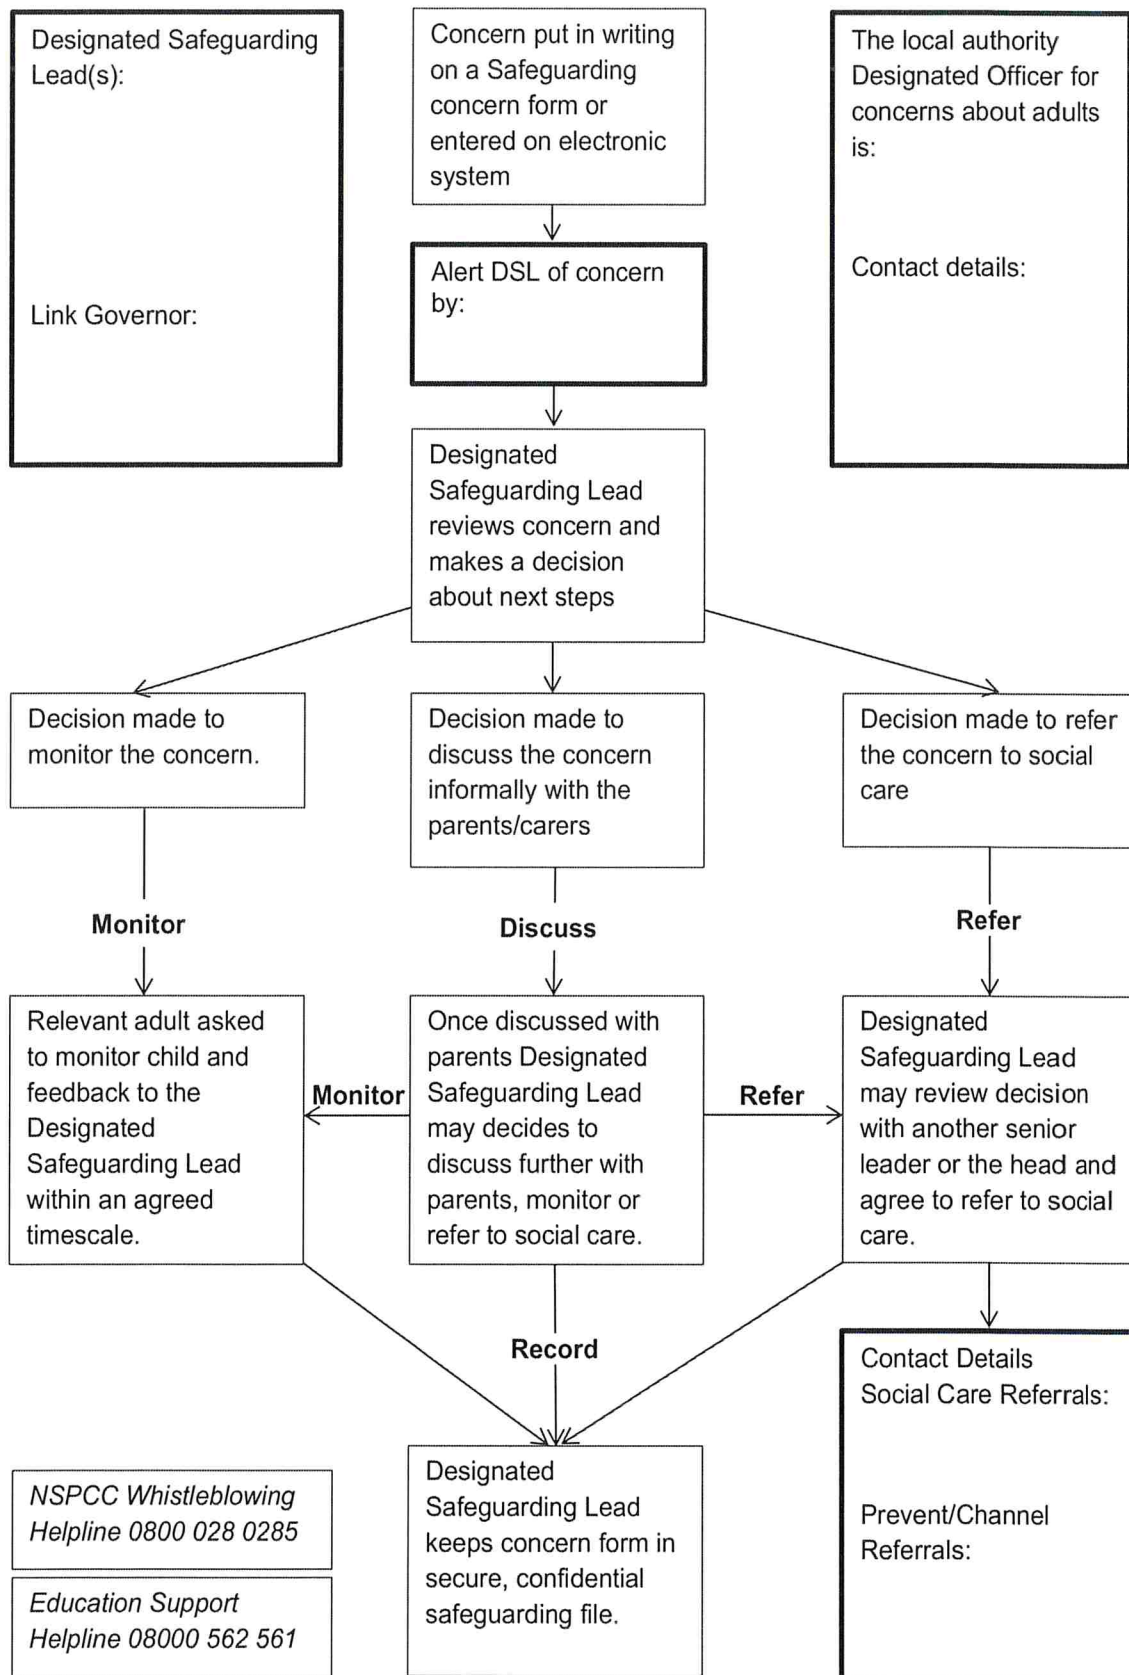 Designated Safeguarding
Lead(s):
Link Governor:
Concern put in writing
on a Safeguarding
concern form or
entered on electronic
system
The local authority
Designated Officer for
concerns about adults
is:
Contact details:
Alert DSL of concern
by:
Designated
Safeguarding Lead
reviews concern and
makes a decision
about next steps
Decision made to
monitor the concern.
Decision made to
discuss the concern
informally with the
parents/carers
Decision made to refer
the concern to social
care
Monitor
Discuss
Refer
Relevant adult asked
to monitor child and
feedback to the
Designated
Safeguarding Lead
within an agreed
timescale.
Monitor
Once discussed with
parents Designated
Safeguarding Lead
may decides to
discuss further with
parents, monitor or
refer to social care.
Refer
Designated
Safeguarding Lead
may review decision
with another senior
leader or the head and
agree to refer to social
care.
Record
Contact Details
Social Care Referrals:
Prevent/Channel
Referrals:
Designated
Safeguarding Lead
keeps concern form in
secure, confidential
safeguarding file.
NSPCC Whistleblowing
Helpline 0800 028 0285
Education Support
Helpline 08000 562 561